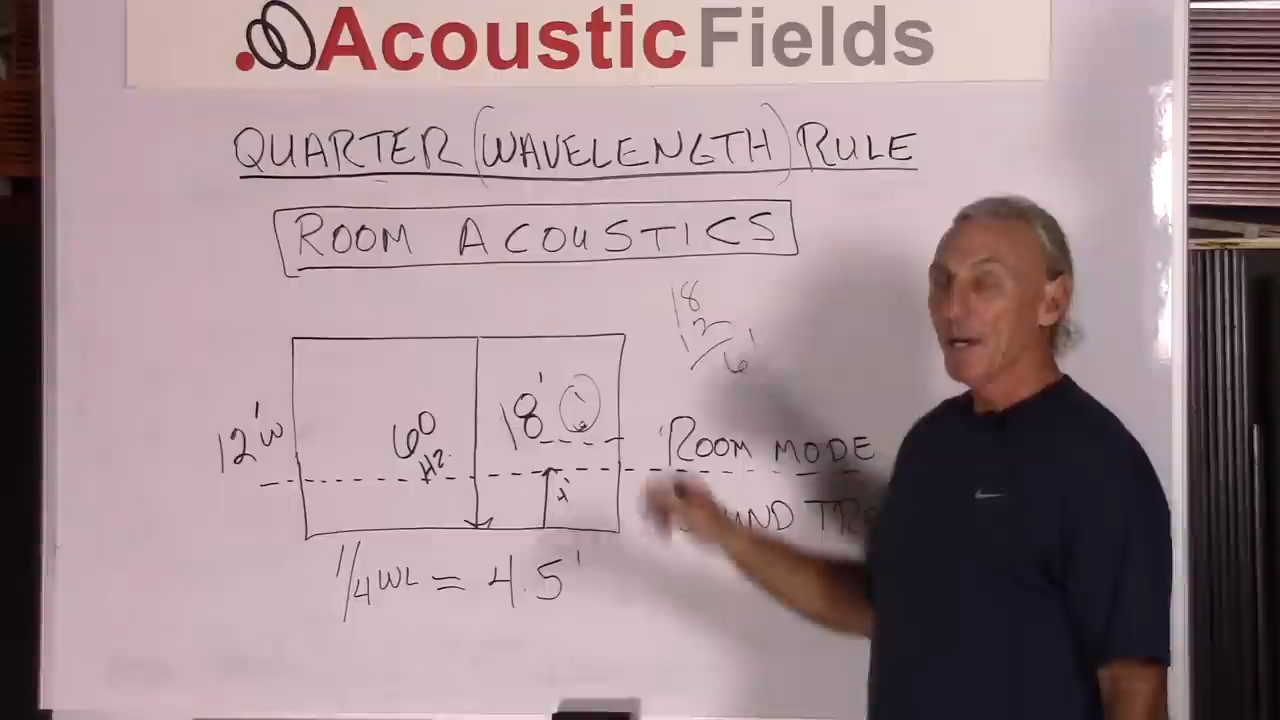 AcousticFields
QUARTER (WAVELENGTH) RULE
ROOM ACOUSTICS
18
12
6'
18'
12'W
60
HZ.
ROOM MODE
1/4 WL = 4.5'